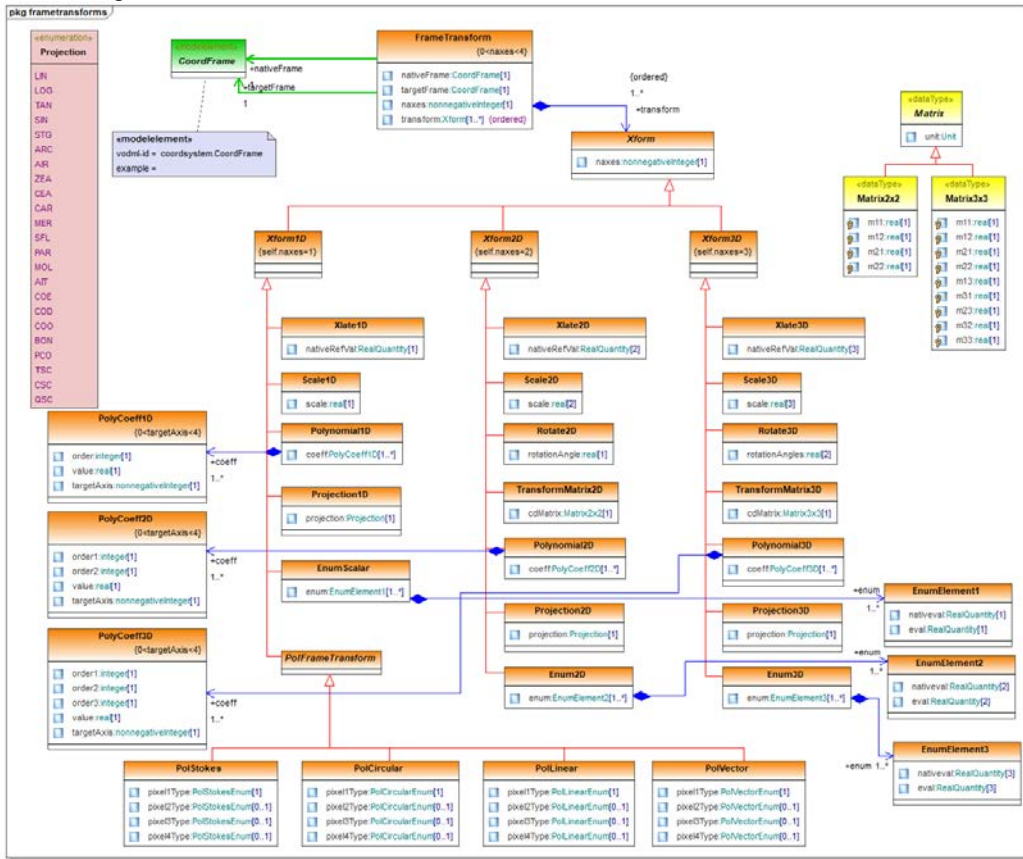 pkg frametransforms
«enumeration»
Projection
LIN
LOG
TAN
SIN
STG
ARC
AIR
ZEA
CEA
CAR
MER
SFL
PAR
MOL
AIT
COE
COD
COO
BON
PCO
TSC
CSC
QSC
«modelelement»
CoordFrame
+nativeFrame
1
+targetFrame
1
«modelelement»
vodml-id = coordsystem.CoordFrame
example =
FrameTransform
{0<naxes<4}
nativeFrame:CoordFrame[1]
targetFrame:CoordFrame[1]
naxes:nonnegativeInteger[1]
transform:Xform[1..*] {ordered}
{ordered}
1..*
+transform
Xform
naxes:nonnegativeInteger[1]
«dataType»
Matrix
unit:Unit
«dataType»
Matrix2x2
m11:real[1]
m12:real[1]
m21:real[1]
m22:real[1]
«dataType»
Matrix3x3
m11:real[1]
m12:real[1]
m21:real[1]
m22:real[1]
m13:real[1]
m31:real[1]
m23:real[1]
m32:real[1]
m33:real[1]
Xform1D
{self.naxes=1}
Xform2D
{self.naxes=2}
Xform3D
{self.naxes=3}
Xlate1D
nativeRefVal:RealQuantity[1]
Xlate2D
nativeRefVal:RealQuantity[2]
Xlate3D
nativeRefVal:RealQuantity[3]
Scale1D
scale:real[1]
Scale2D
scale:real[2]
Scale3D
scale:real[3]
PolyCoeff1D
{0<targetAxis<4}
order:integer[1]
value:real[1]
targetAxis:nonnegativeInteger[1]
+coeff
1..*
Polynomial1D
coeff:PolyCoeff1D[1..*]
Rotate2D
rotationAngle:real[1]
Rotate3D
rotationAngles:real[2]
Projection1D
projection:Projection[1]
TransformMatrix2D
cdMatrix:Matrix2x2[1]
TransformMatrix3D
cdMatrix:Matrix3x3[1]
PolyCoeff2D
{0<targetAxis<4}
order1:integer[1]
order2:integer[1]
value:real[1]
targetAxis:nonnegativeInteger[1]
+coeff
1..*
Polynomial2D
coeff:PolyCoeff2D[1..*]
Polynomial3D
coeff:PolyCoeff3D[1..*]
EnumScalar
enum:EnumElement1[1..*]
+enum
1..*
EnumElement1
nativeval:RealQuantity[1]
eval:RealQuantity[1]
Projection2D
projection:Projection[1]
Projection3D
projection:Projection[1]
PolyCoeff3D
{0<targetAxis<4}
order1:integer[1]
order2:integer[1]
order3:integer[1]
value:real[1]
targetAxis:nonnegativeInteger[1]
+coeff
1..*
PolFrameTransform
Enum2D
enum:EnumElement2[1..*]
Enum3D
enum:EnumElement3[1..*]
+enum
1..*
EnumElement2
nativeval:RealQuantity[2]
eval:RealQuantity[2]
+enum 1..*
EnumElement3
nativeval:RealQuantity[3]
eval:RealQuantity[3]
PolStokes
pixel1Type:PolStokesEnum[1]
pixel2Type:PolStokesEnum[0..1]
pixel3Type:PolStokesEnum[0..1]
pixel4Type:PolStokesEnum[0..1]
PolCircular
pixel1Type:PolCircularEnum[1]
pixel2Type:PolCircularEnum[0..1]
pixel3Type:PolCircularEnum[0..1]
pixel4Type:PolCircularEnum[0..1]
PolLinear
pixel1Type:PolLinearEnum[1]
pixel2Type:PolLinearEnum[0..1]
pixel3Type:PolLinearEnum[0..1]
pixel4Type:PolLinearEnum[0..1]
PolVector
pixel1Type:PolVectorEnum[1]
pixel2Type:PolVectorEnum[0..1]
pixel3Type:PolVectorEnum[0..1]
pixel4Type:PolVectorEnum[0..1]